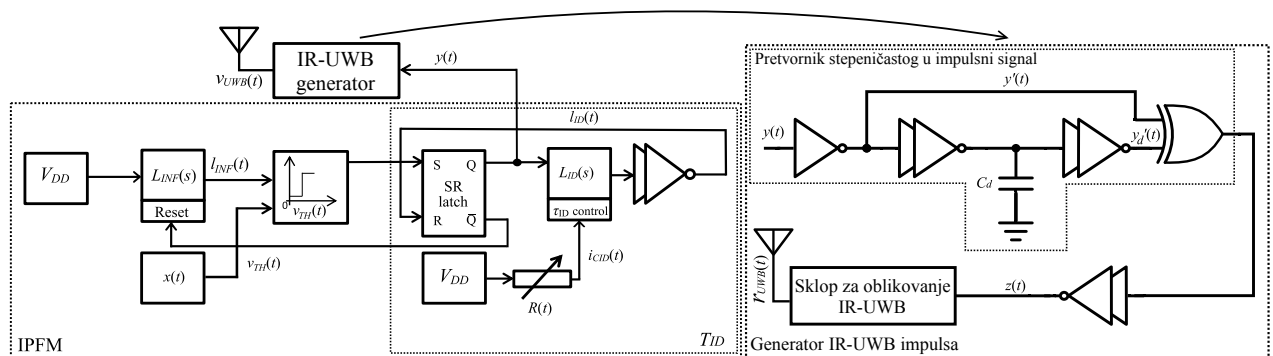 IR-UWB
generator
v_UWB(t)
y(t)
V_DD
L_INF(s)
Reset
l_INF(t)
0
v_TH(t)
x(t)
v_TH(t)
l_ID(t)
S Q
SR
latch
R Q̅
L_ID(s)
τ_ID control
V_DD
R(t)
i_CID(t)
IPFM
T_ID
Pretvornik stepeničastog u impulsni signal
y'(t)
y(t)
y_d'(t)
C_d
r_UWB(t)
Sklop za oblikovanje
IR-UWB
z(t)
Generator IR-UWB impulsa